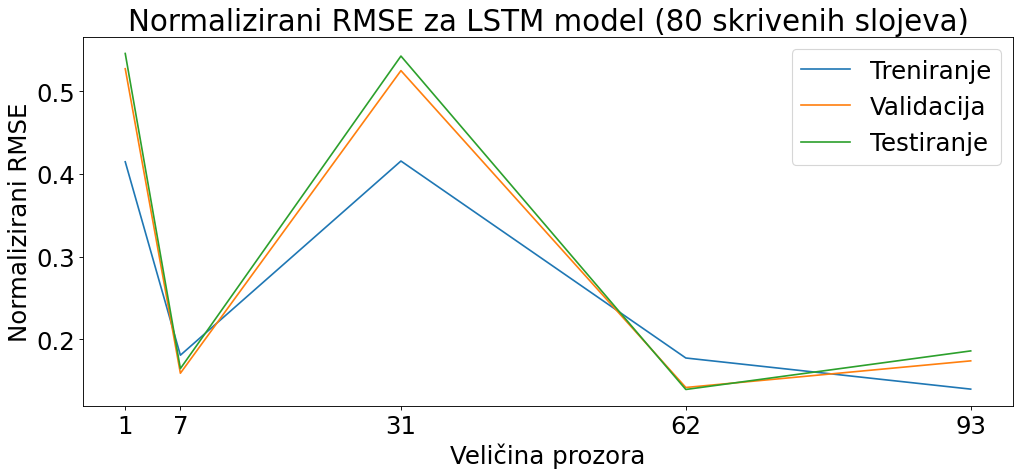 Normalizirani RMSE za LSTM model (80 skrivenih slojeva)
Normalizirani RMSE
0.5
0.4
0.3
0.2
Treniranje
Validacija
Testiranje
1 7 31 62 93
Veličina prozora